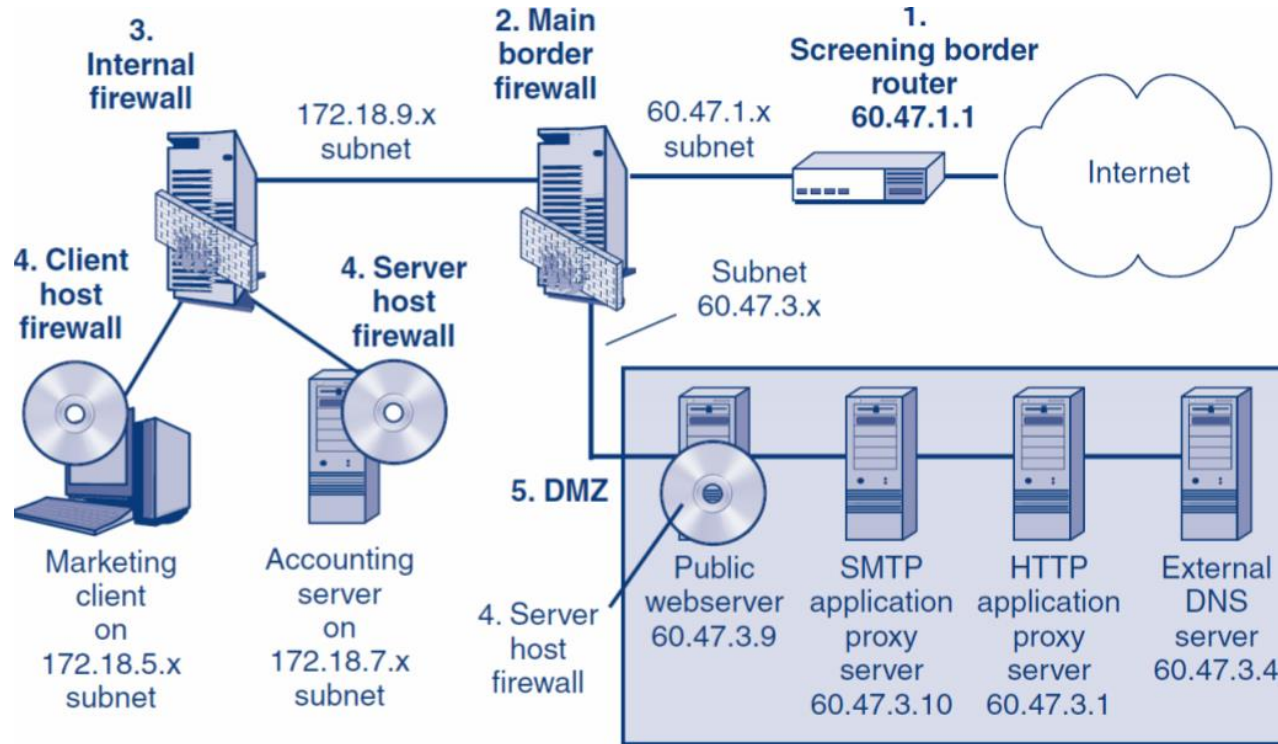 3.
Internal
firewall
2. Main
border
firewall
1.
Screening border
router
60.47.1.1
172.18.9.x
subnet
60.47.1.x
subnet
Internet
4. Client
host
firewall
4. Server
host
firewall
Subnet
60.47.3.x
5. DMZ
4. Server
host
firewall
Marketing
client
on
172.18.5.x
subnet
Accounting
server
on
172.18.7.x
subnet
Public
webserver
60.47.3.9
SMTP
application
proxy
server
60.47.3.10
HTTP
application
proxy
server
60.47.3.1
External
DNS
server
60.47.3.4